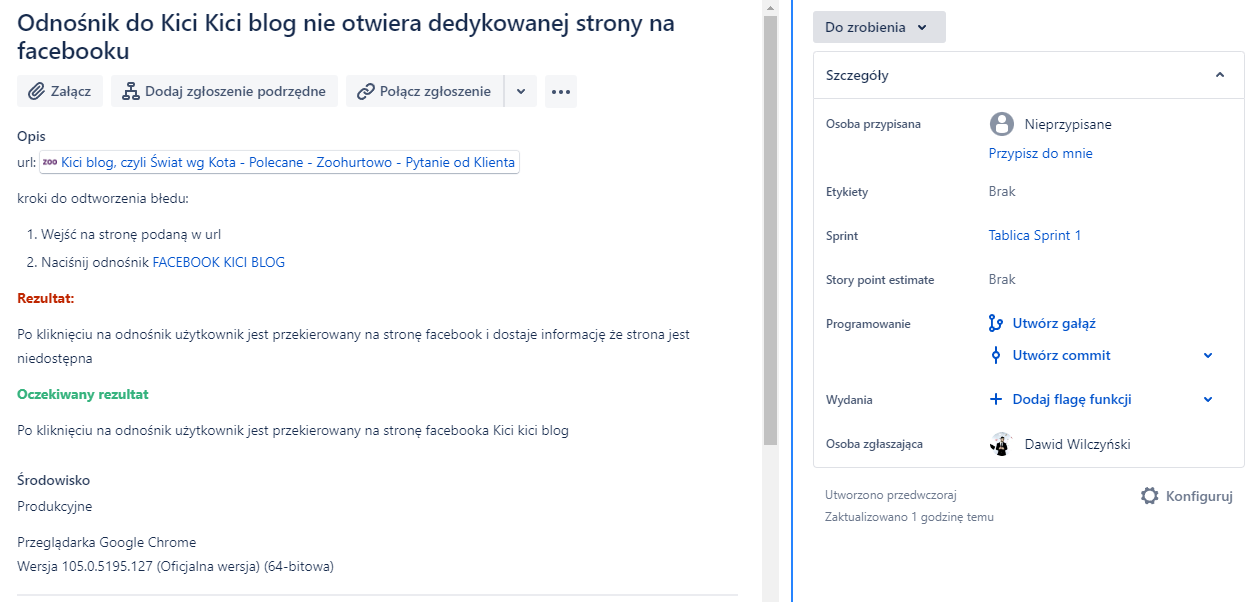 Odnośnik do Kici Kici blog nie otwiera dedykowanej strony na
facebooku
Załącz
Dodaj zgłoszenie podrzędne
Połącz zgłoszenie
Opis
url: zoo Kici blog, czyli Świat wg Kota - Polecane - Zoohurtowo - Pytanie od Klienta
kroki do odtworzenia błedu:
1. Wejść na stronę podaną w url
2. Naciśnij odnośnik FACEBOOK KICI BLOG
Rezultat:
Po kliknięciu na odnośnik użytkownik jest przekierowany na stronę facebook i dostaje informację że strona jest
niedostępna
Oczekiwany rezultat
Po kliknięciu na odnośnik użytkownik jest przekierowany na stronę facebooka Kici kici blog
Środowisko
Produkcyjne
Przeglądarka Google Chrome
Wersja 105.0.5195.127 (Oficjalna wersja) (64-bitowa)
Do zrobienia
Szczegóły
Osoba przypisana
Nieprzypisane
Przypisz do mnie
Etykiety
Brak
Sprint
Tablica Sprint 1
Story point estimate
Brak
Programowanie
Utwórz gałąź
Utwórz commit
Wydania
Dodaj flagę funkcji
Osoba zgłaszająca
Dawid Wilczyński
Utworzono przedwczoraj
Konfiguruj
Zaktualizowano 1 godzinę temu